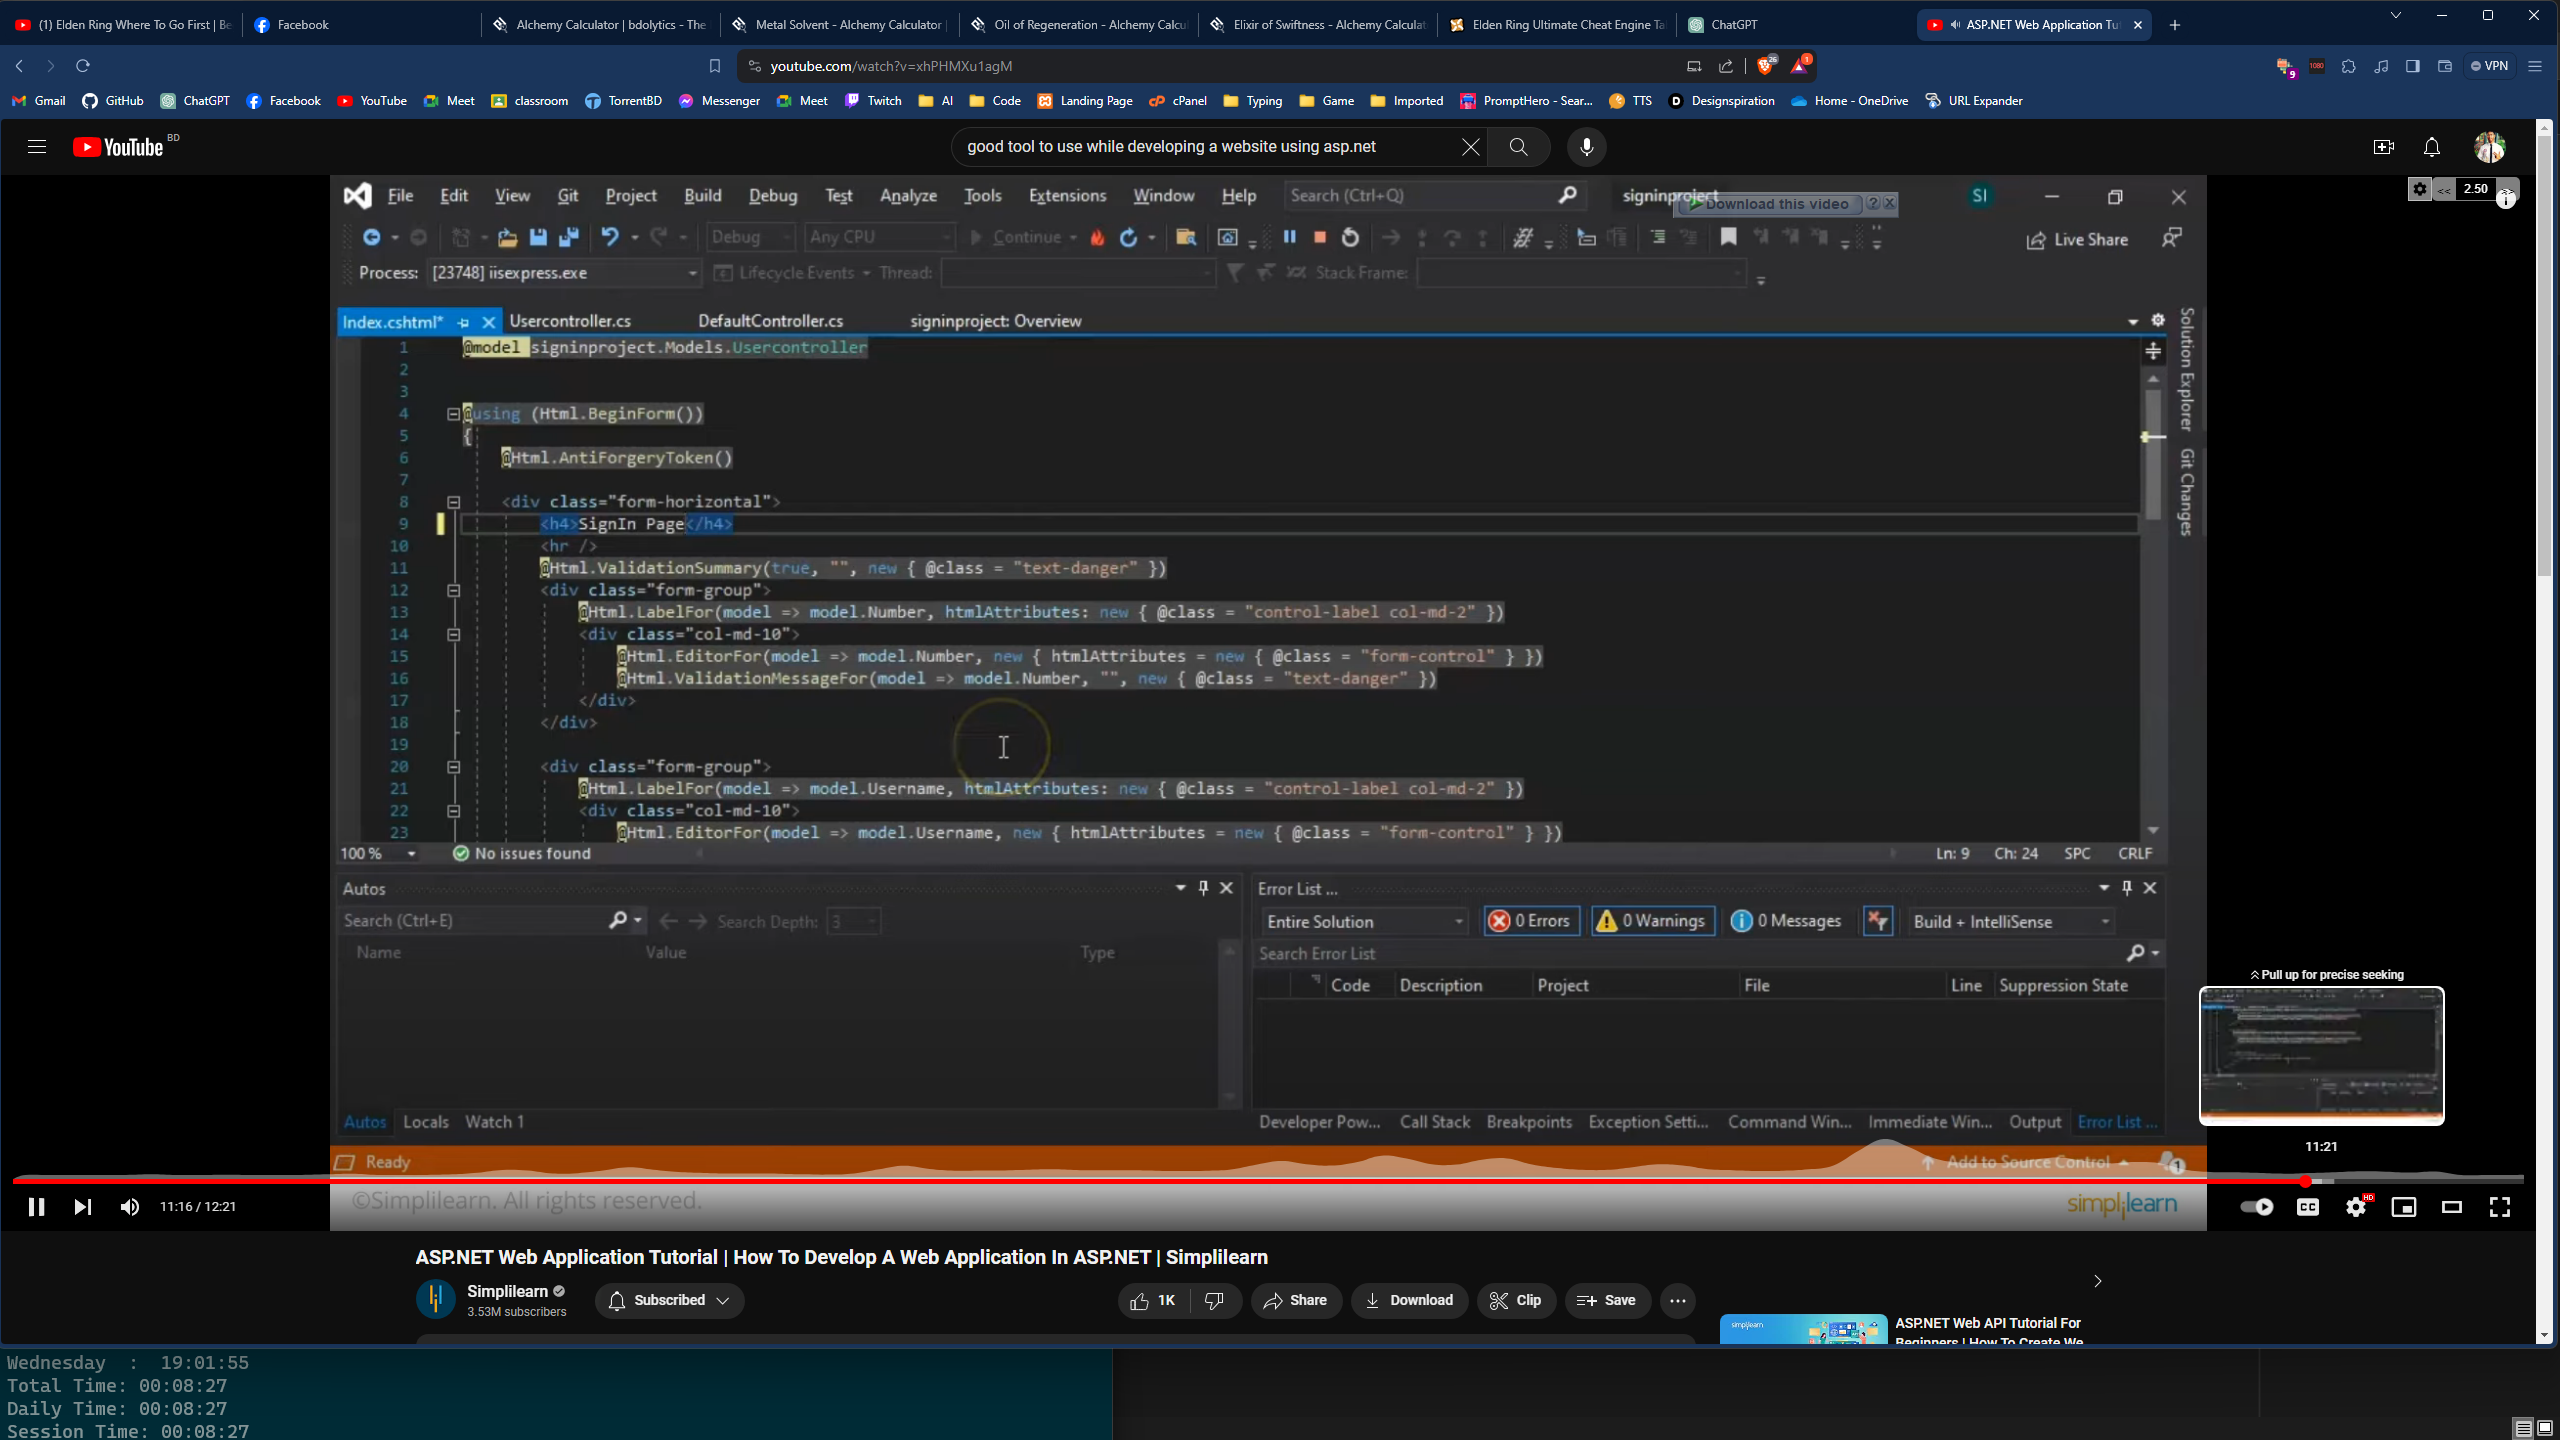 (1) Elden Ring Where To Go First | Be
Facebook
Alchemy Calculator | bdolytics - The
Metal Solvent - Alchemy Calculator |
Oil of Regeneration - Alchemy Calcul
Elixir of Swiftness - Alchemy Calculat
Elden Ring Ultimate Cheat Engine Ta
ChatGPT
ASP.NET Web Application Tut
youtube.com/watch?v=xhPHMXu1agM
26
1
9
1080
VPN
Gmail GitHub ChatGPT Facebook YouTube Meet classroom TorrentBD Messenger Meet Twitch AI Code Landing Page cPanel Typing Game Imported PromptHero - Sear... TTS Designspiration Home - OneDrive URL Expander
YouTube BD
good tool to use while developing a website using asp.net
File Edit View Git Project Build Debug Test Analyze Tools Extensions Window Help Search (Ctrl+Q) signinproject SI
Download this video
<< 2.50
Debug Any CPU Continue Live Share
Process: [23748] iisexpress.exe Lifecycle Events Thread: Stack Frame:
Index.cshtml* Usercontroller.cs DefaultController.cs signinproject: Overview
Solution Explorer
Git Changes
1 @model signinproject.Models.Usercontroller
2
3
4 @using (Html.BeginForm())
5 {
6 @Html.AntiForgeryToken()
7
8 <div class="form-horizontal">
9 <h4>SignIn Page</h4>
10 <hr />
11 @Html.ValidationSummary(true, "", new { @class = "text-danger" })
12 <div class="form-group">
13 @Html.LabelFor(model => model.Number, htmlAttributes: new { @class = "control-label col-md-2" })
14 <div class="col-md-10">
15 @Html.EditorFor(model => model.Number, new { htmlAttributes = new { @class = "form-control" } })
16 @Html.ValidationMessageFor(model => model.Number, "", new { @class = "text-danger" })
17 </div>
18 </div>
19
20 <div class="form-group">
21 @Html.LabelFor(model => model.Username, htmlAttributes: new { @class = "control-label col-md-2" })
22 <div class="col-md-10">
23 @Html.EditorFor(model => model.Username, new { htmlAttributes = new { @class = "form-control" } })
100 % No issues found Ln: 9 Ch: 24 SPC CRLF
Autos
Search (Ctrl+E) Search Depth: 3
Name Value Type
Autos Locals Watch 1
Error List ...
Entire Solution 0 Errors 0 Warnings 0 Messages Build + IntelliSense
Search Error List
Code Description Project File Line Suppression State
Developer Pow... Call Stack Breakpoints Exception Setti... Command Win... Immediate Win... Output Error List ...
Pull up for precise seeking
11:21
Ready Add to Source Control 1
©Simplilearn. All rights reserved.
simplilearn
11:16 / 12:21
CC
HD
ASP.NET Web Application Tutorial | How To Develop A Web Application In ASP.NET | Simplilearn
Simplilearn
3.53M subscribers
Subscribed
1K Share Download Clip Save
simplilearn
ASP.NET Web API Tutorial For
Beginners | How To Create We
Wednesday : 19:01:55
Total Time: 00:08:27
Daily Time: 00:08:27
Session Time: 00:08:27